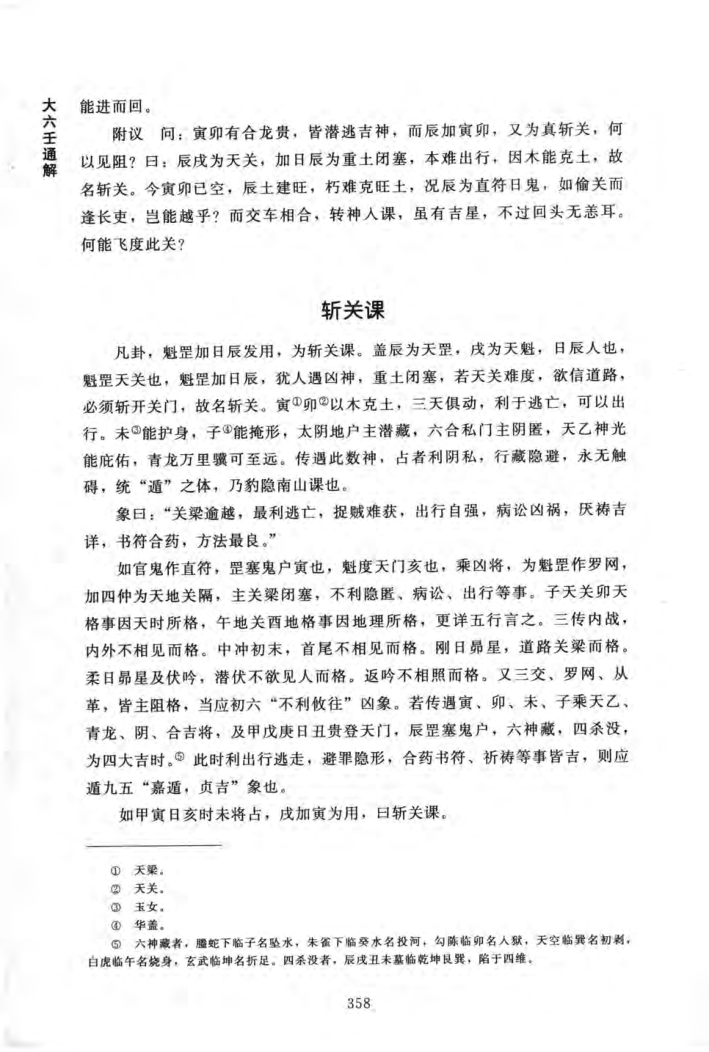 大六壬通解
能进而回。
附议　问：寅卯有合龙贵，皆潜逃吉神，而辰加寅卯，又为真斩关，何
以见阻？曰：辰戌为天关，加日辰为重土闭塞，本难出行，因木能克土，故
名斩关。今寅卯已空，辰土建旺，朽难克旺土，况辰为直符日鬼，如偷关而
逢长吏，岂能越乎？而交车相合，转神人课，虽有吉星，不过回头无恙耳。
何能飞度此关？
斩关课
凡卦，魁罡加日辰发用，为斩关课。盖辰为天罡，戌为天魁，日辰人也，
魁罡天关也，魁罡加日辰，犹人遇凶神，重土闭塞，若天关难度，欲信道路，
必须斩开关门，故名斩关。寅①卯②以木克土，三天俱动，利于逃亡，可以出
行。未③能护身，子④能掩形，太阴地户主潜藏，六合私门主阴匿，天乙神光
能庇佑，青龙万里骥可至远。传遇此数神，占者利阴私，行藏隐避，永无触
碍，统“遁”之体，乃豹隐南山课也。
象曰：“关梁逾越，最利逃亡，捉贼难获，出行自强，病讼凶祸，厌祷吉
详，书符合药，方法最良。”
如官鬼作直符，罡塞鬼户寅也，魁度天门亥也，乘凶将，为魁罡作罗网，
加四仲为天地关隔，主关梁闭塞，不利隐匿、病讼、出行等事。子天关卯天
格事因天时所格，午地关酉地格事因地理所格，更详五行言之。三传内战，
内外不相见而格。中冲初末，首尾不相见而格。刚日昴星，道路关梁而格。
柔日昴星及伏吟，潜伏不欲见人而格。返吟不相照而格。又三交、罗网、从
革，皆主阻格，当应初六“不利攸往”凶象。若传遇寅、卯、未、子乘天乙、
青龙、阴、合吉将，及甲戊庚日丑贵登天门，辰罡塞鬼户，六神藏，四杀没，
为四大吉时。⑤此时利出行逃走，避罪隐形，合药书符、祈祷等事皆吉，则应
遁九五“嘉遁，贞吉”象也。
如甲寅日亥时未将占，戌加寅为用，曰斩关课。
①　天梁。
②　天关。
③　玉女。
④　华盖。
⑤　六神藏者，螣蛇下临子名坠水，朱雀下临癸水名投河，勾陈临卯名入狱，天空临巽名初剥，
白虎临午名烧身，玄武临坤名折足。四杀没者，辰戌丑未墓临乾坤艮巽，陷于四维。
358